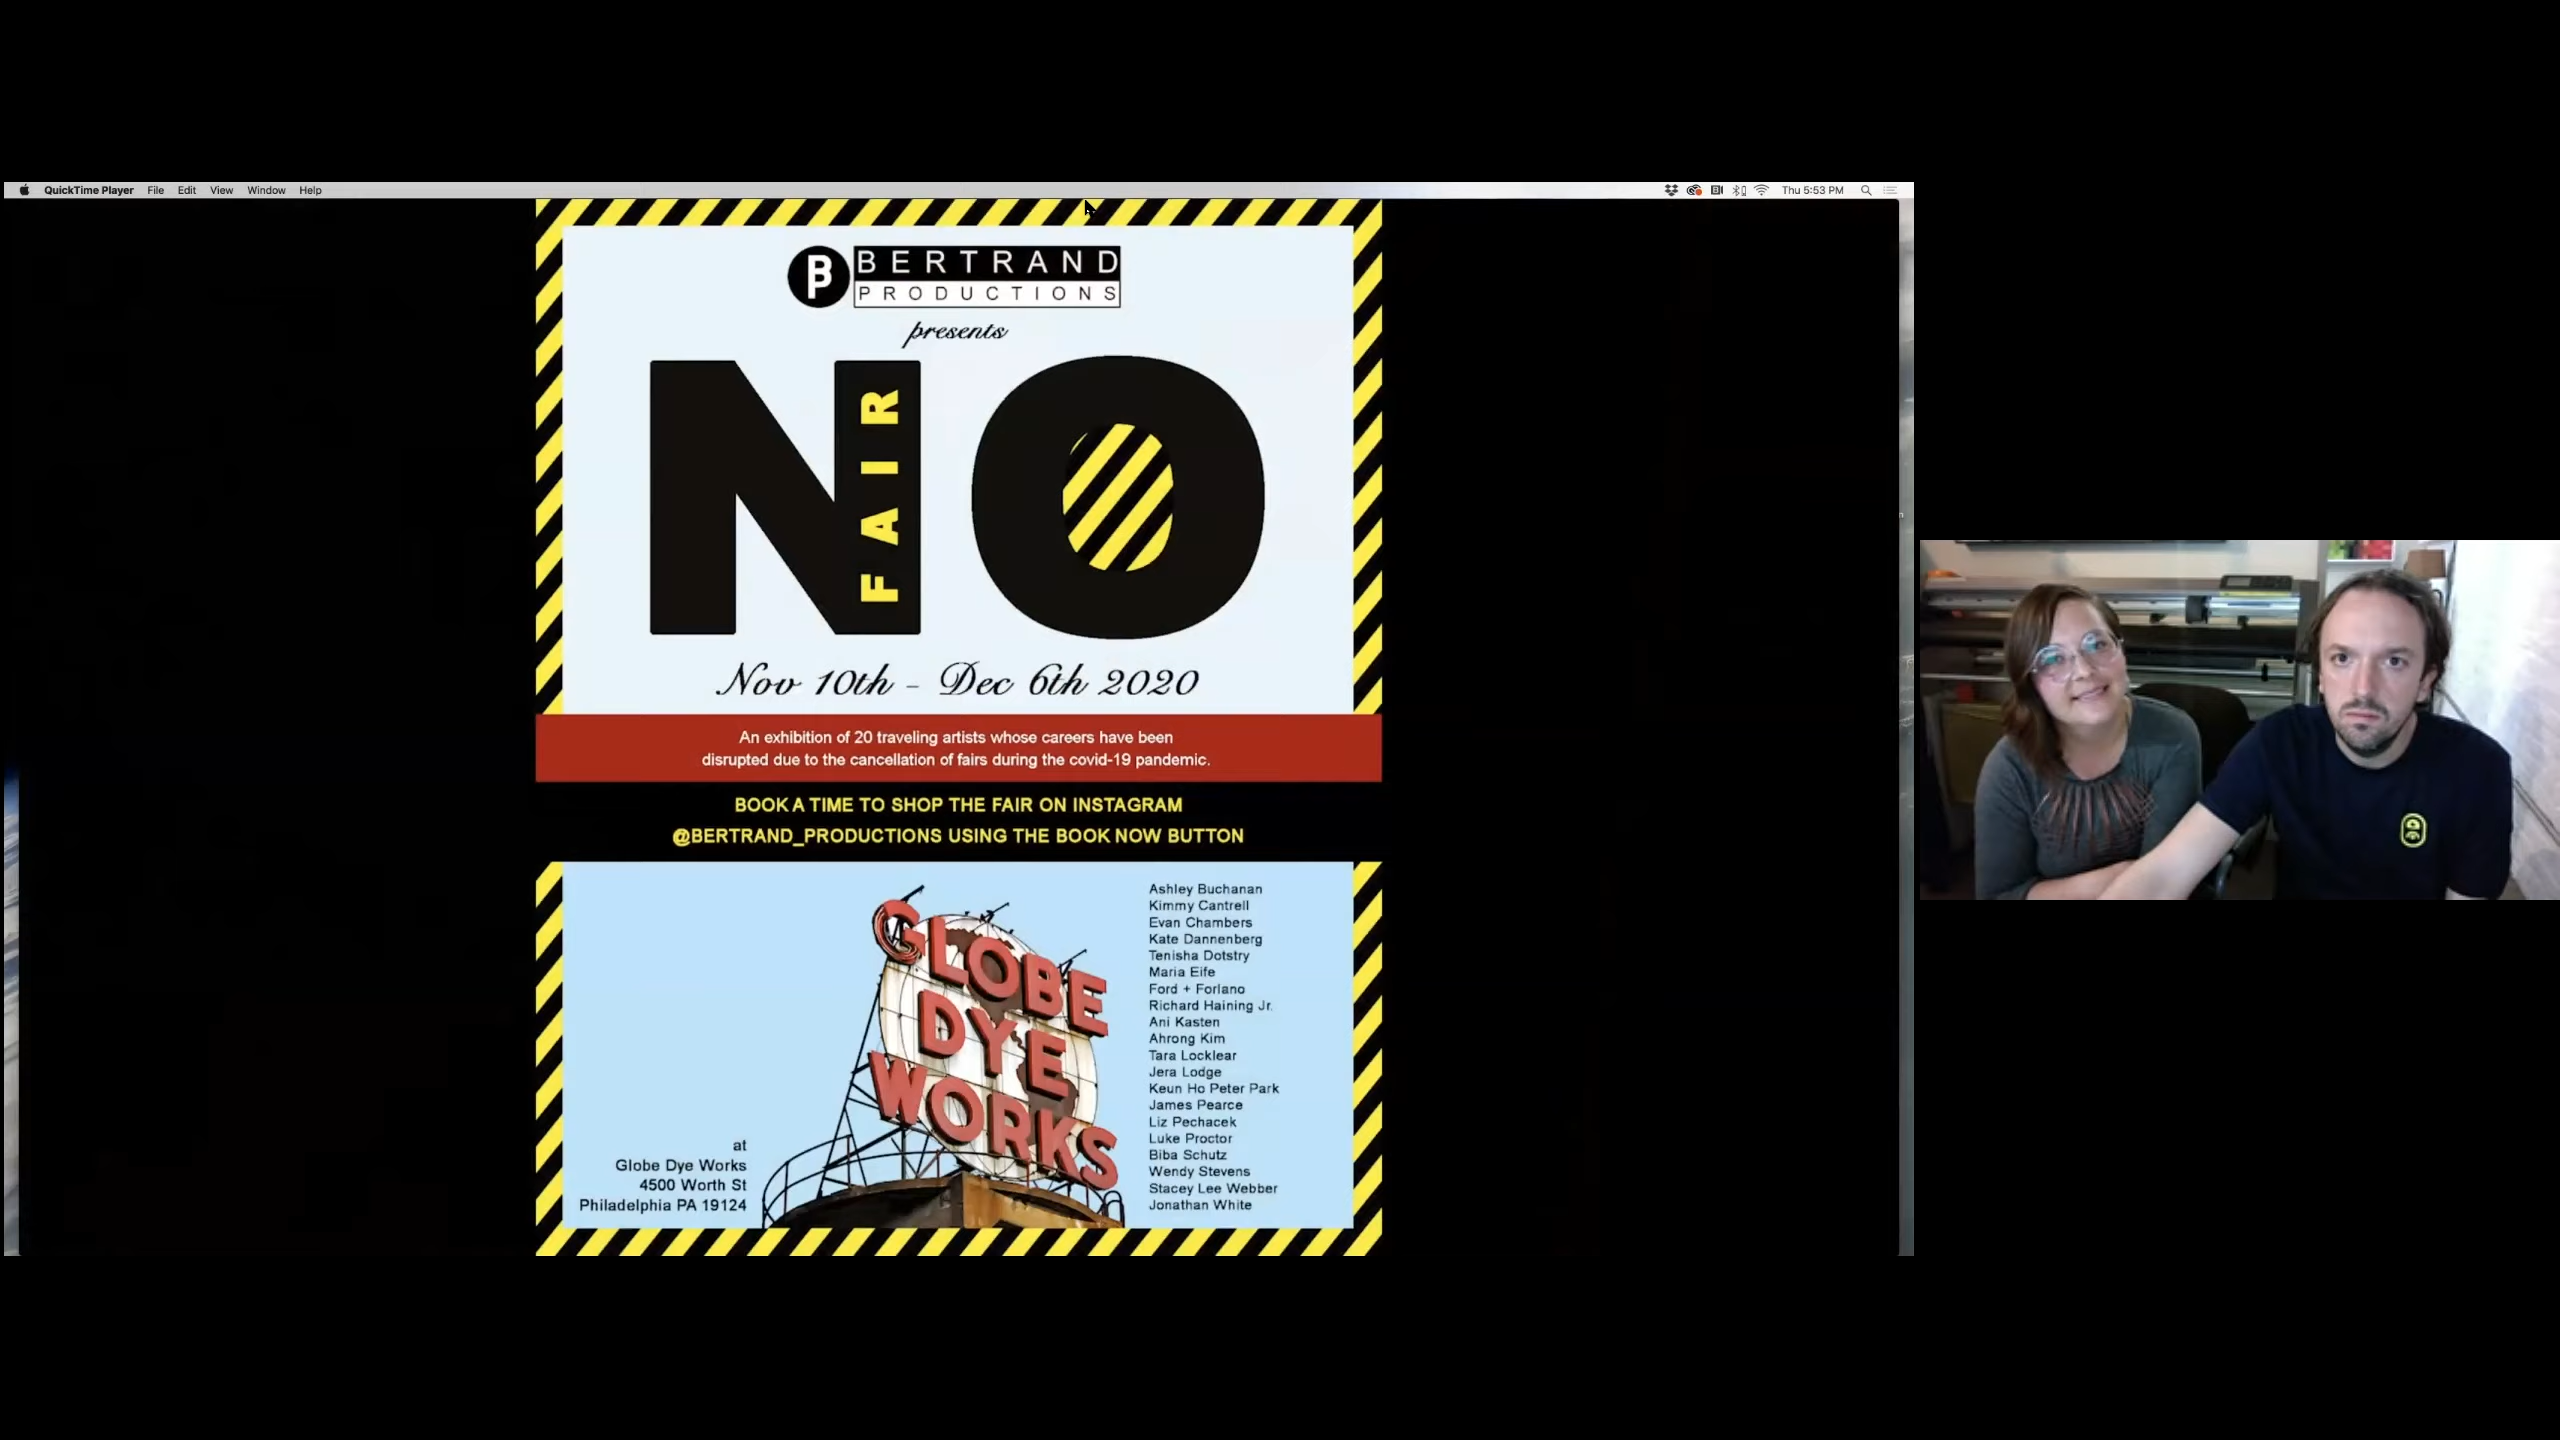 QuickTime Player File Edit View Window Help
Thu 5:53 PM
BERTRAND
PRODUCTIONS
presents
NO
FAIR
Nov 10th - Dec 6th 2020
An exhibition of 20 traveling artists whose careers have been
disrupted due to the cancellation of fairs during the covid-19 pandemic.
BOOK A TIME TO SHOP THE FAIR ON INSTAGRAM
@BERTRAND_PRODUCTIONS USING THE BOOK NOW BUTTON
GLOBE
DYE
WORKS
at
Globe Dye Works
4500 Worth St
Philadelphia PA 19124
Ashley Buchanan
Kimmy Cantrell
Evan Chambers
Kate Dannenberg
Tenisha Dotstry
Maria Eife
Ford + Forlano
Richard Haining Jr.
Ani Kasten
Ahrong Kim
Tara Locklear
Jera Lodge
Keun Ho Peter Park
James Pearce
Liz Pechacek
Luke Proctor
Biba Schutz
Wendy Stevens
Stacey Lee Webber
Jonathan White